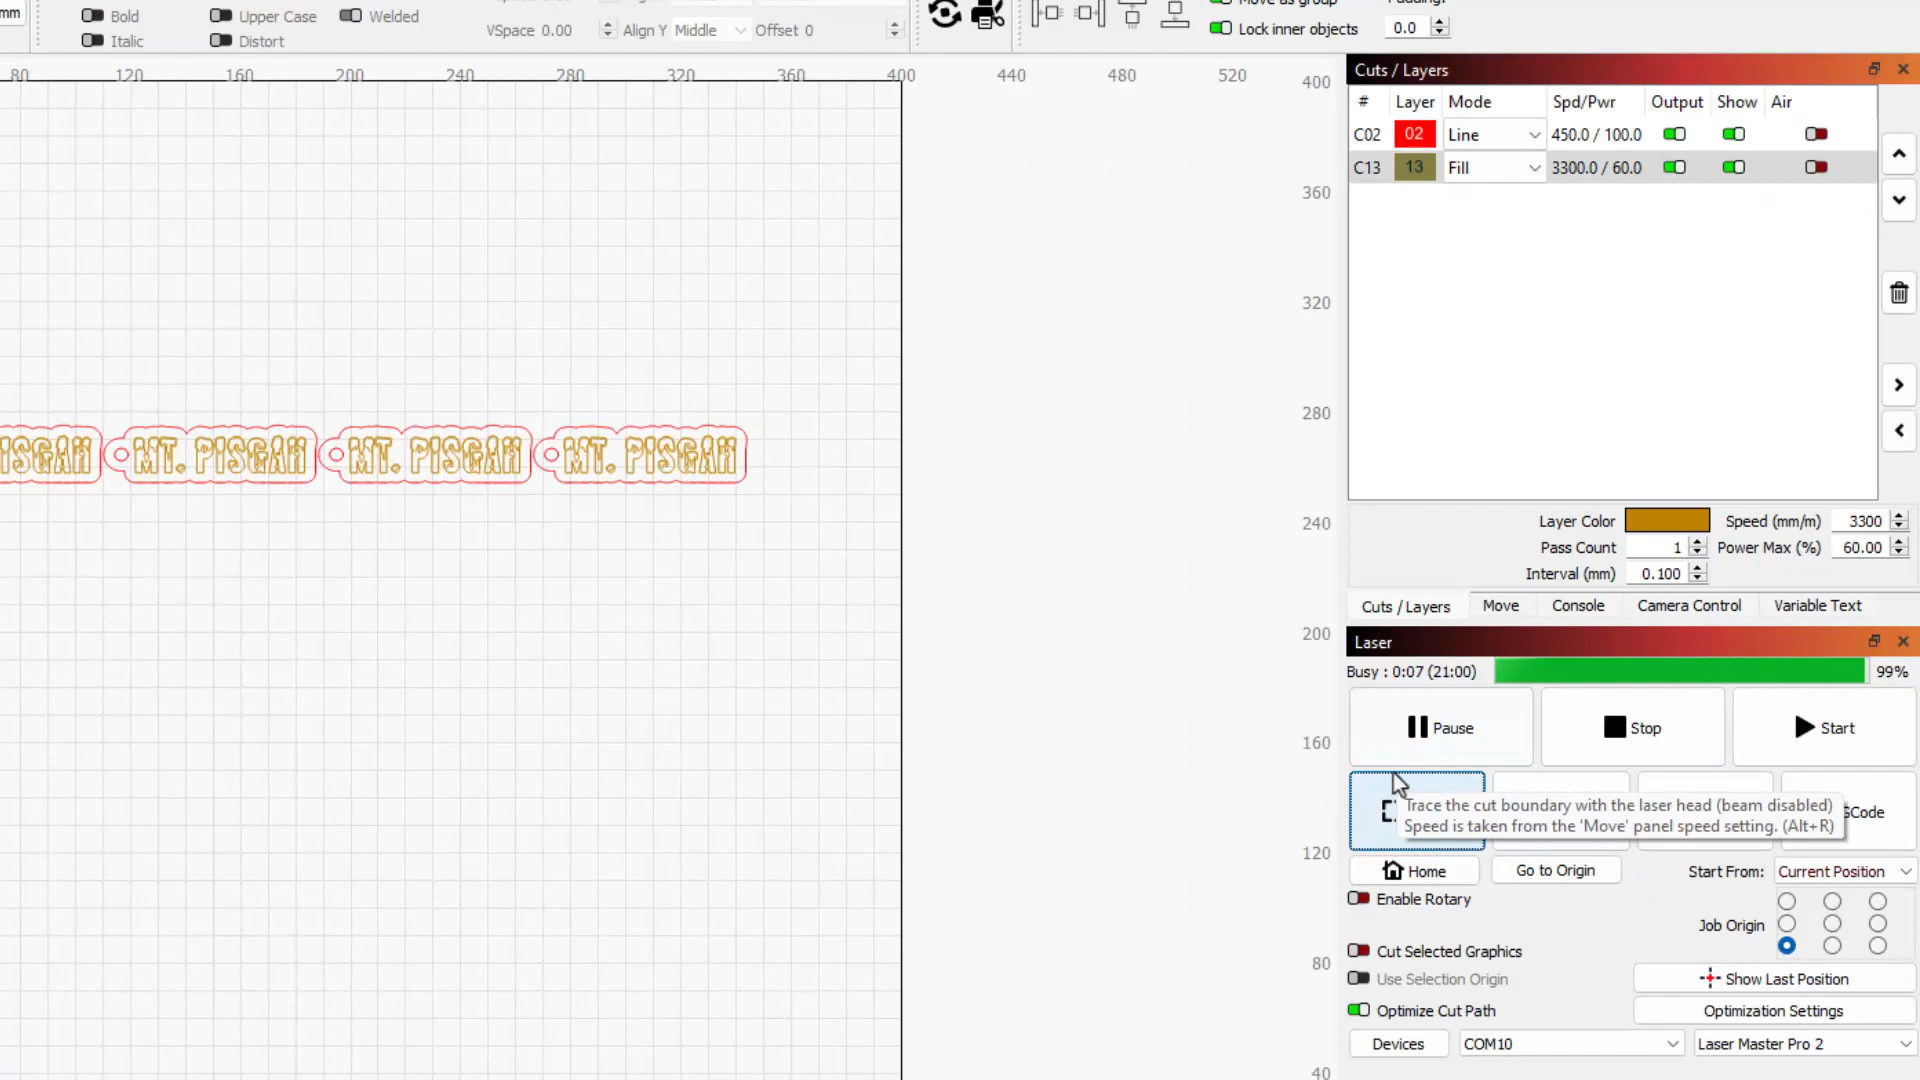 mm
Bold
Upper Case
Welded
Italic
Distort
VSpace 0.00
Align Y Middle
Offset 0
Move as group
Lock inner objects
Padding:
0.0
80 120 160 200 240 280 320 360 400 440 480 520
400
360
320
280
240
200
160
120
80
40
PISGAH MT. PISGAH MT. PISGAH MT. PISGAH
Cuts / Layers
# Layer Mode Spd/Pwr Output Show Air
C02 02 Line 450.0 / 100.0
C13 13 Fill 3300.0 / 60.0
Layer Color Speed (mm/m) 3300
Pass Count 1 Power Max (%) 60.00
Interval (mm) 0.100
Cuts / Layers Move Console Camera Control Variable Text
Laser
Busy : 0:07 (21:00) 99%
Pause Stop Start
Trace the cut boundary with the laser head (beam disabled)
Speed is taken from the 'Move' panel speed setting. (Alt+R)
GCode
Home Go to Origin Start From: Current Position
Enable Rotary
Job Origin
Cut Selected Graphics
Use Selection Origin Show Last Position
Optimize Cut Path Optimization Settings
Devices COM10 Laser Master Pro 2